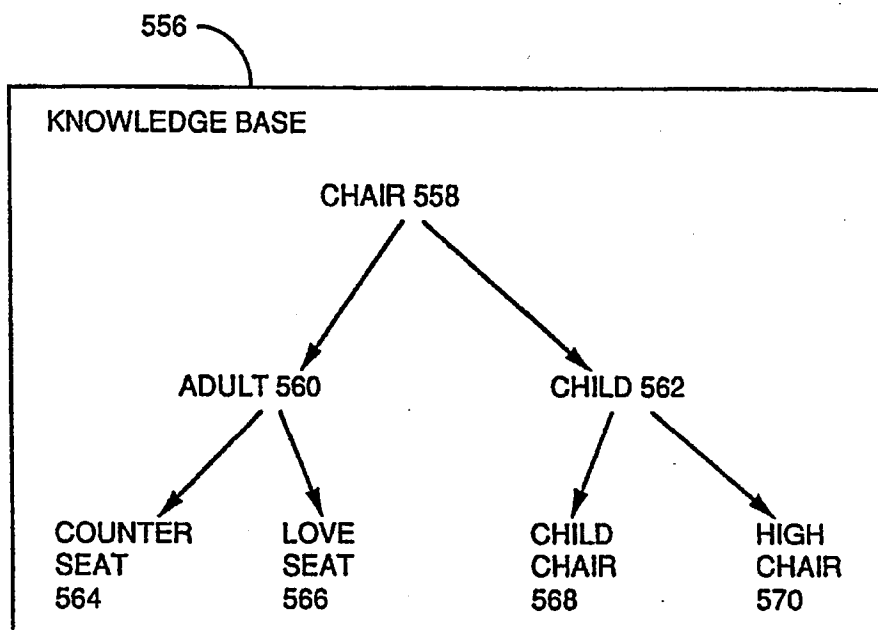 556
KNOWLEDGE BASE
CHAIR 558
ADULT 560
CHILD 562
COUNTER
SEAT
564
LOVE
SEAT
566
CHILD
CHAIR
568
HIGH
CHAIR
570